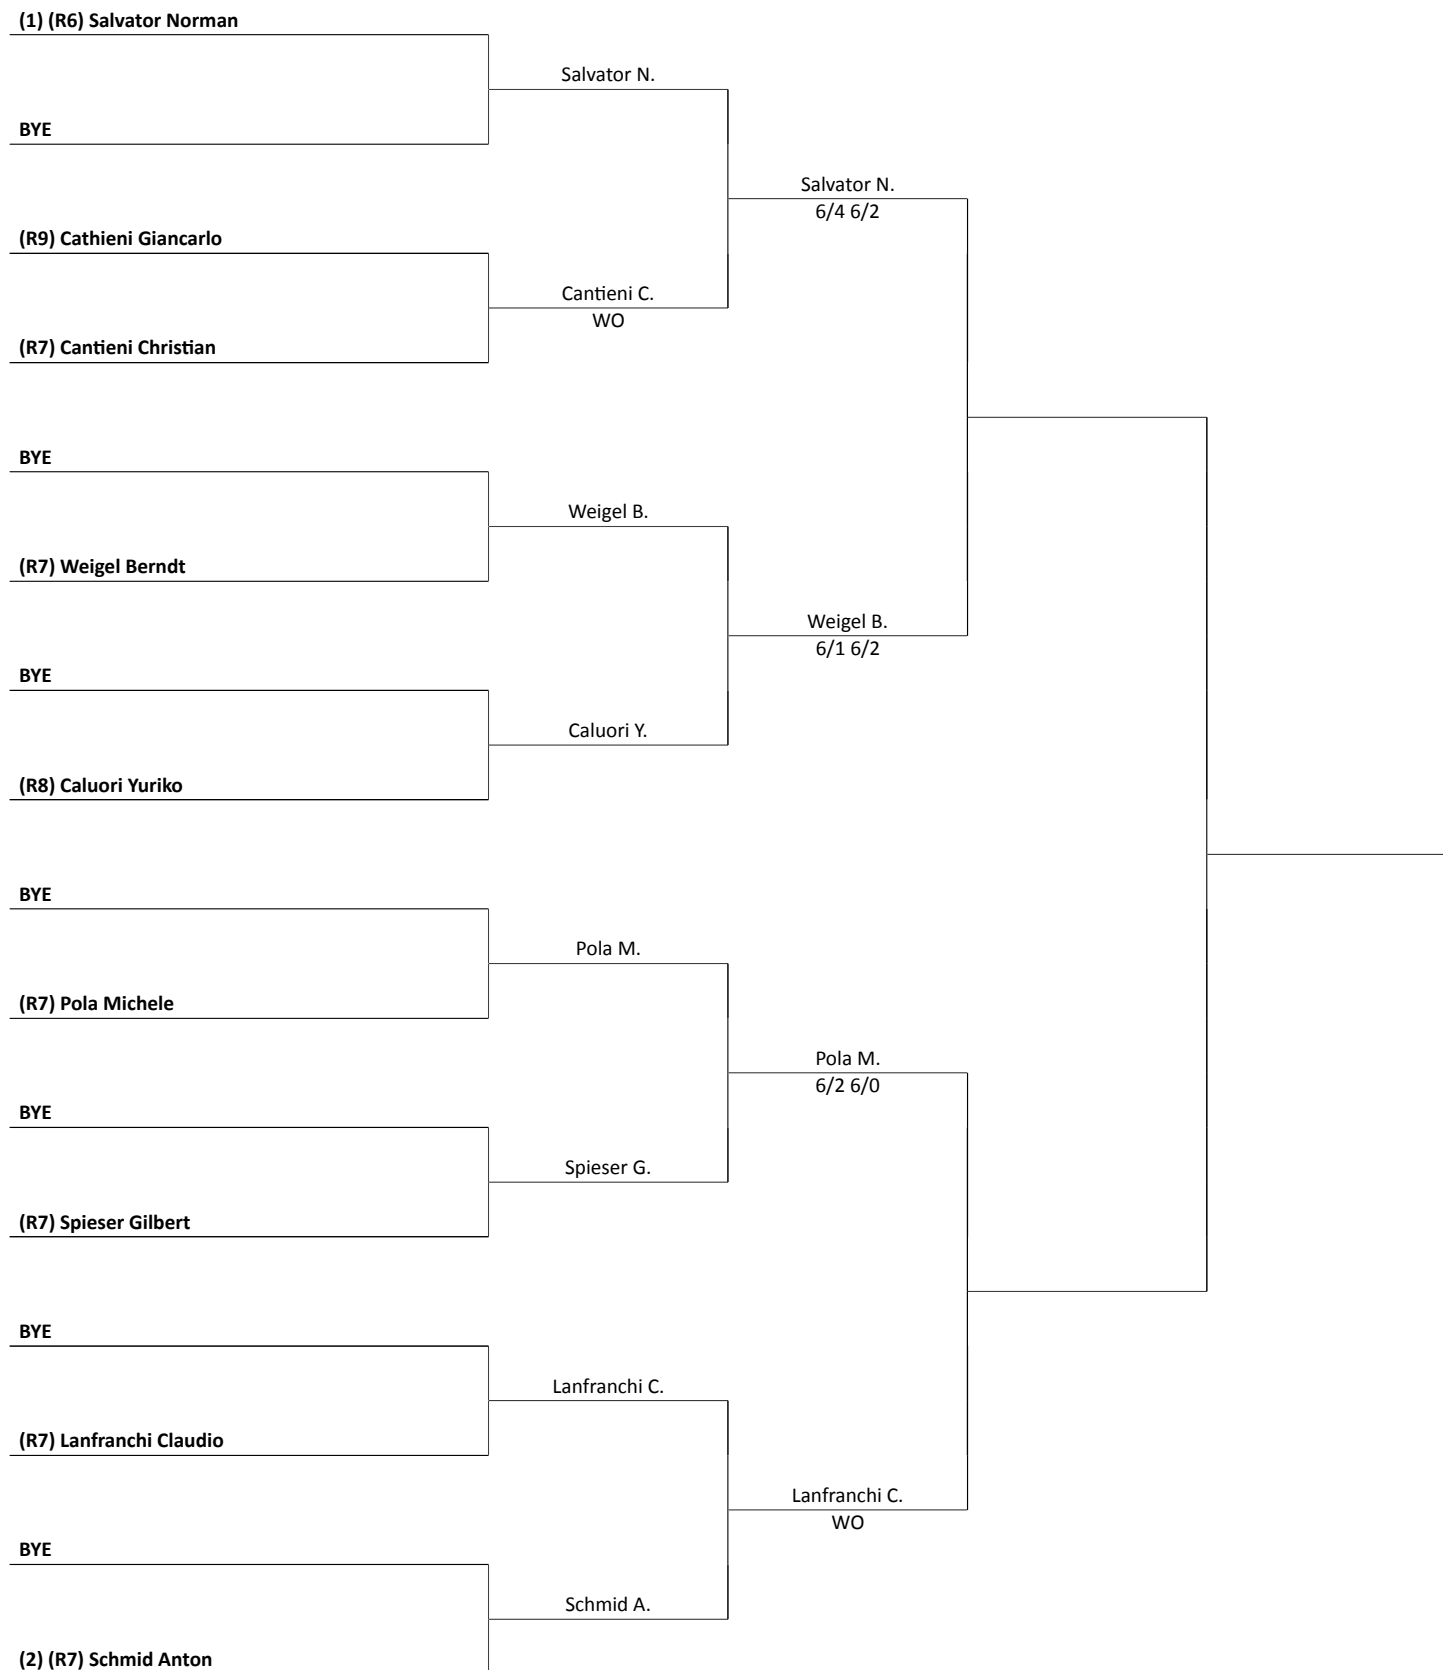 (1) (R6) Salvator Norman
Salvator N.
BYE
Salvator N.
6/4 6/2
(R9) Cathieni Giancarlo
Cantieni C.
WO
(R7) Cantieni Christian
BYE
Weigel B.
(R7) Weigel Berndt
Weigel B.
6/1 6/2
BYE
Caluori Y.
(R8) Caluori Yuriko
BYE
Pola M.
(R7) Pola Michele
Pola M.
6/2 6/0
BYE
Spieser G.
(R7) Spieser Gilbert
BYE
Lanfranchi C.
(R7) Lanfranchi Claudio
Lanfranchi C.
WO
BYE
Schmid A.
(2) (R7) Schmid Anton